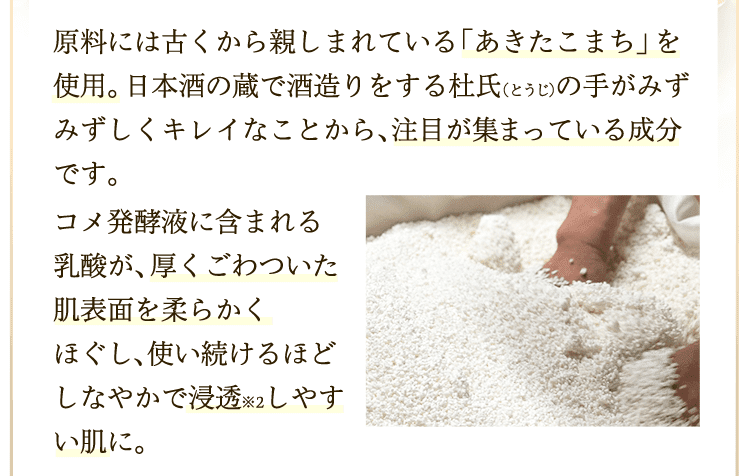 原料には古くから親しまれている「あきたこまち」を
使用。日本酒の蔵で酒造りをする杜氏(とうじ)の手がみず
みずしくキレイなことから、注目が集まっている成分
です。
コメ発酵液に含まれる
乳酸が、厚くごわついた
肌表面を柔らかく
ほぐし、使い続けるほど
しなやかで浸透※2しやす
い肌に。